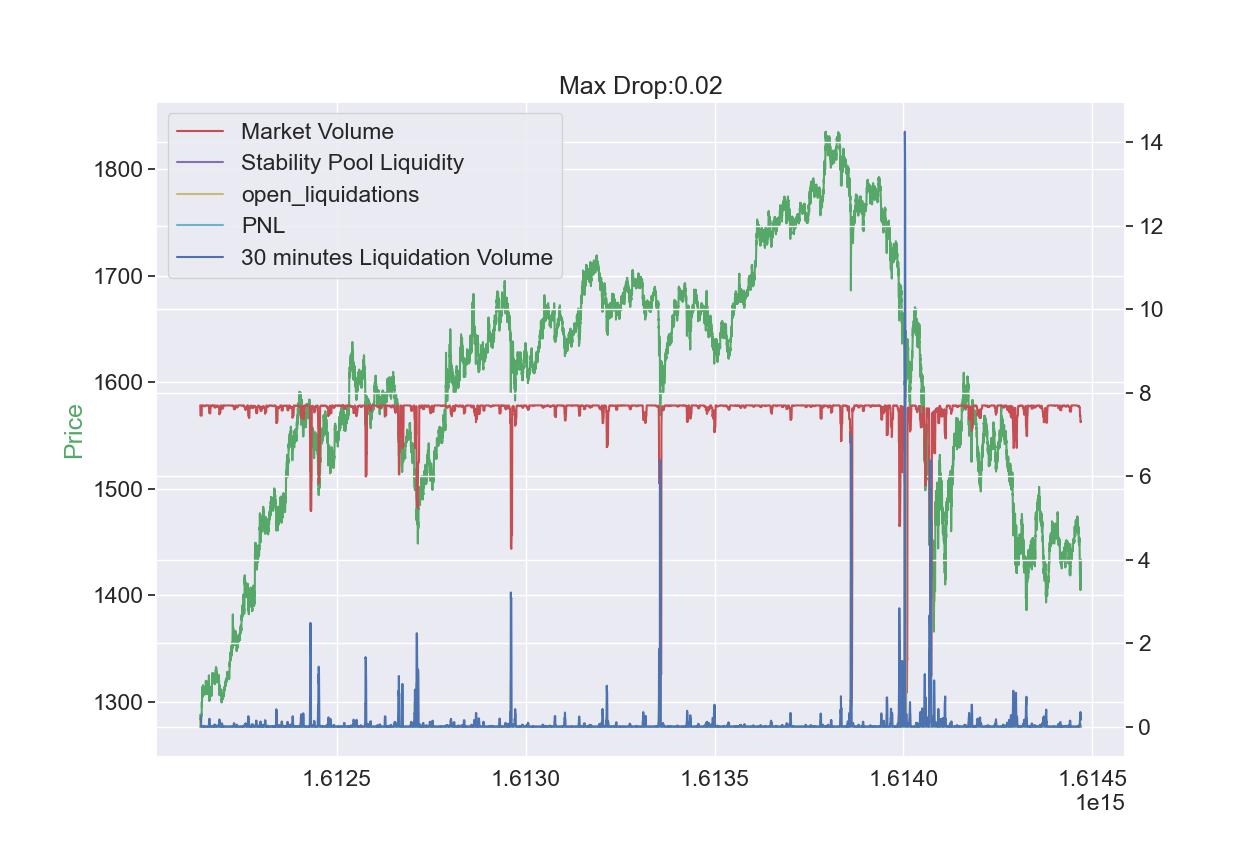 Max Drop:0.02
Market Volume
Stability Pool Liquidity
open_liquidations
PNL
30 minutes Liquidation Volume
Price
1800
1700
1600
1500
1400
1300
14
12
10
8
6
4
2
0
1.6125
1.6130
1.6135
1.6140
1.6145
1e15